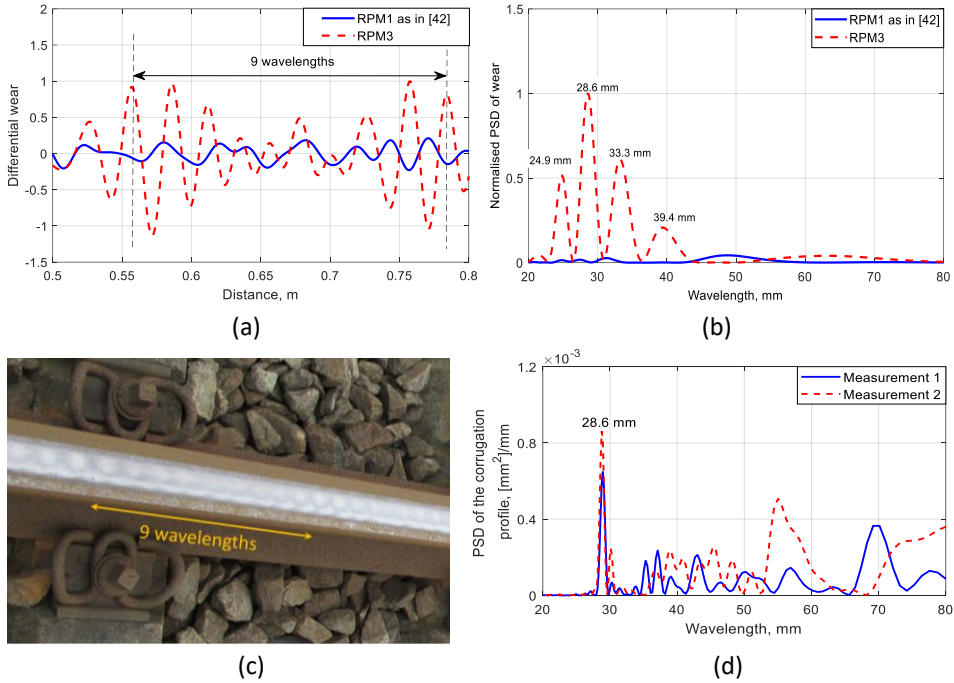 RPM1 as in [42]
RPM3
9 wavelengths
Differential wear
2
1.5
1
0.5
0
-0.5
-1
-1.5
0.5
0.55
0.6
0.65
0.7
0.75
0.8
Distance, m
(a)
RPM1 as in [42]
RPM3
28.6 mm
24.9 mm
33.3 mm
39.4 mm
Normalised PSD of wear
1.5
1
0.5
0
20
30
40
50
60
70
80
Wavelength, mm
(b)
9 wavelengths
(c)
×10-3
Measurement 1
Measurement 2
28.6 mm
PSD of the corrugation
profile, [mm2]/mm
1.2
0.8
0.4
0
20
30
40
50
60
70
80
Wavelength, mm
(d)